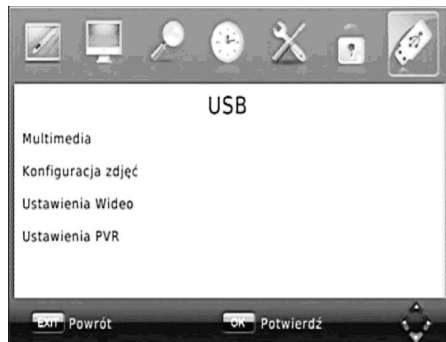 USB
Multimedia
Konfiguracja zdjęć
Ustawienia Wideo
Ustawienia PVR
EXIT Powrót OK Potwierdź